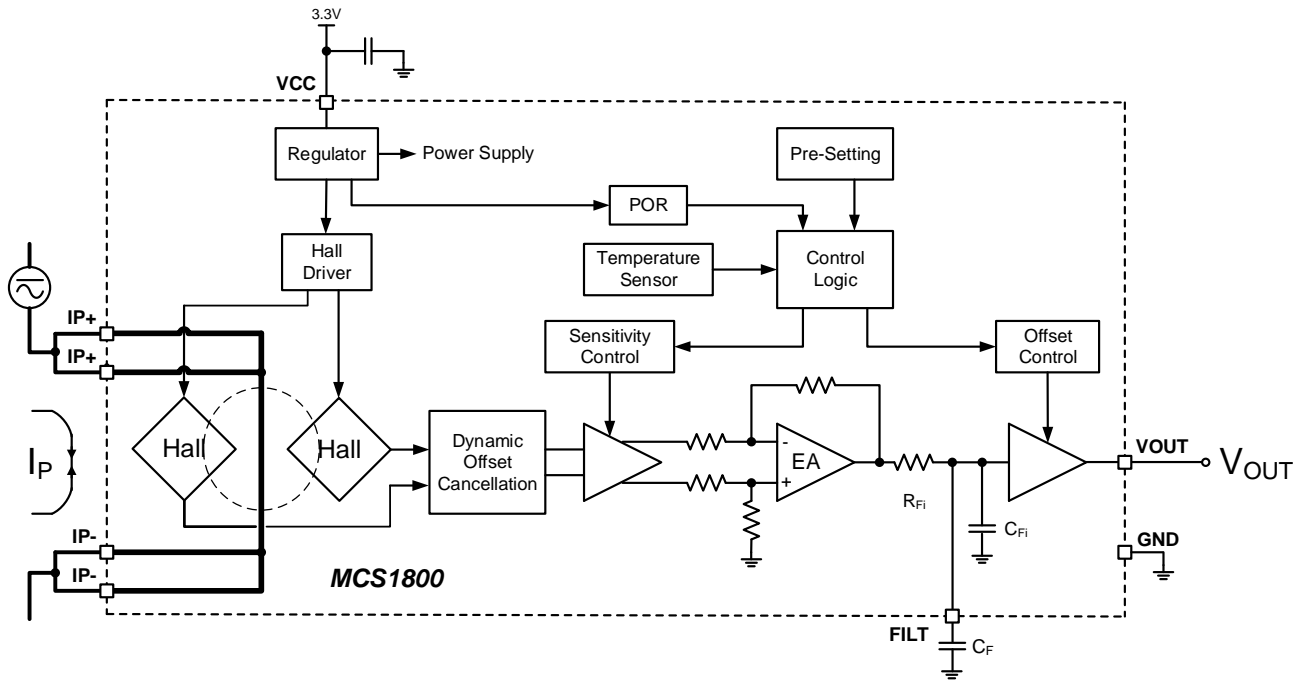 3.3V
VCC
Regulator
Power Supply
Pre-Setting
POR
Hall
Driver
Temperature
Sensor
Control
Logic
IP+
IP+
Sensitivity
Control
Offset
Control
Hall
Hall
Dynamic
Offset
Cancellation
-
EA
+
VOUT
VOUT
IP
RFi
CFi
GND
IP-
IP-
MCS1800
FILT
CF